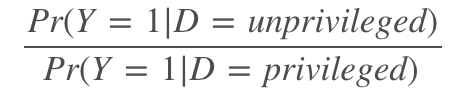 Pr(Y = 1|D = unprivileged)
Pr(Y = 1|D = privileged)